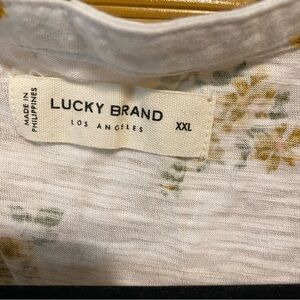 MADE IN
PHILIPPINES
LUCKY BRAND
LOS ANGELES
XXL